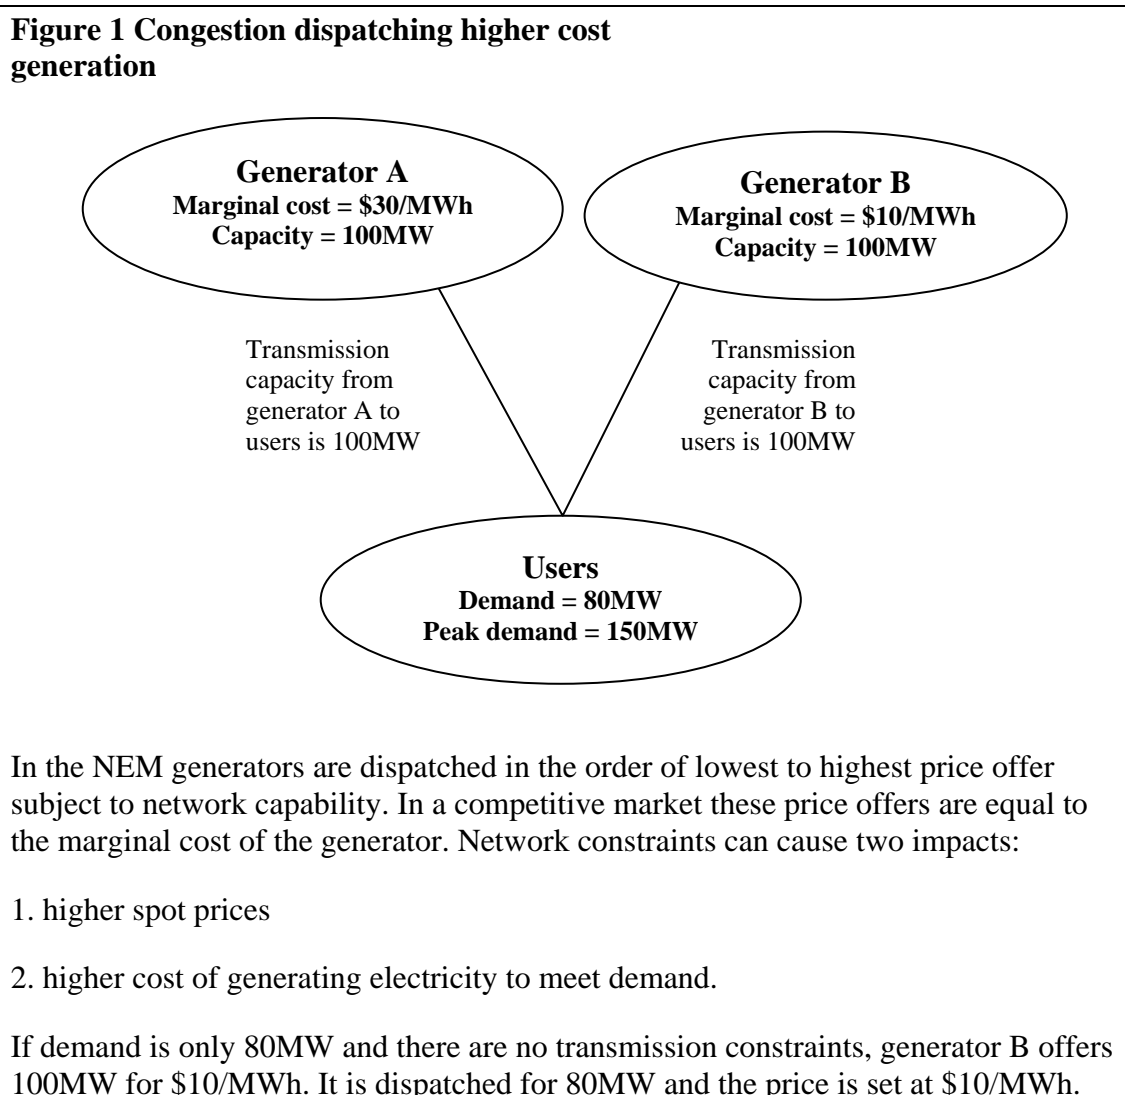 Figure 1 Congestion dispatching higher cost
generation
Generator A
Marginal cost = $30/MWh
Capacity = 100MW
Generator B
Marginal cost = $10/MWh
Capacity = 100MW
Transmission
capacity from
generator A to
users is 100MW
Transmission
capacity from
generator B to
users is 100MW
Users
Demand = 80MW
Peak demand = 150MW
In the NEM generators are dispatched in the order of lowest to highest price offer
subject to network capability. In a competitive market these price offers are equal to
the marginal cost of the generator. Network constraints can cause two impacts:
1. higher spot prices
2. higher cost of generating electricity to meet demand.
If demand is only 80MW and there are no transmission constraints, generator B offers
100MW for $10/MWh. It is dispatched for 80MW and the price is set at $10/MWh.